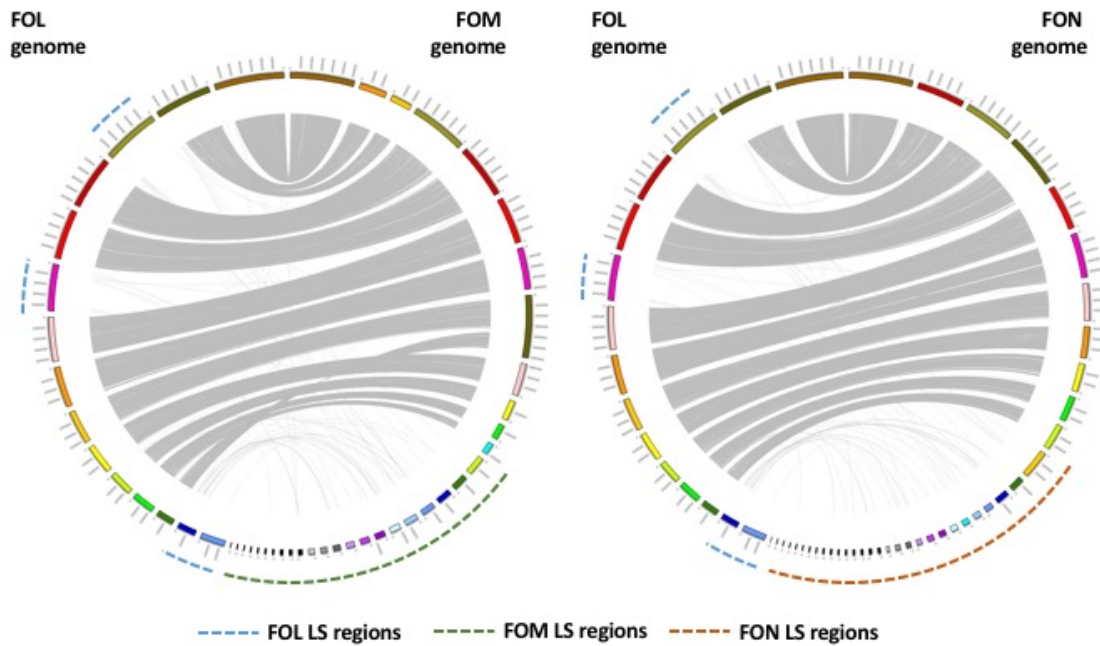 FOL
genome
FOM
genome
FOL
genome
FON
genome
FOL LS regions
FOM LS regions
FON LS regions